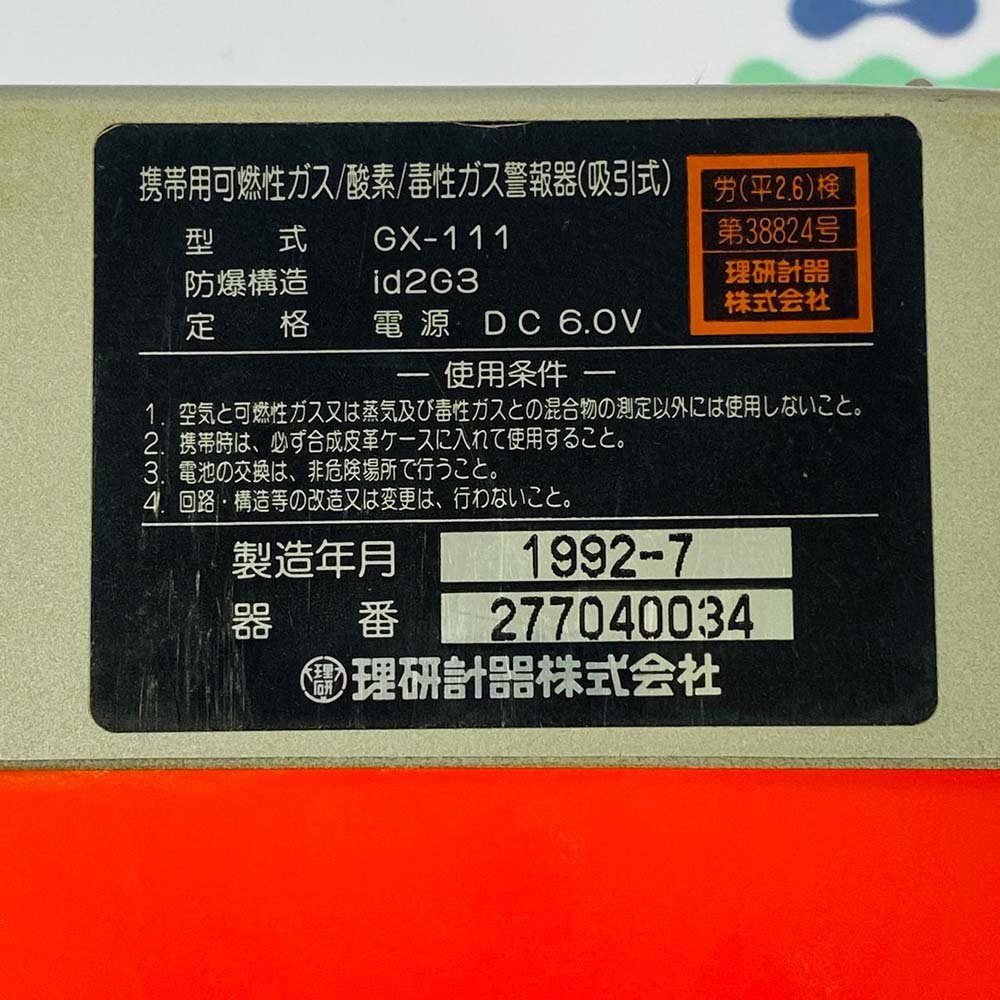 携帯用可燃性ガス/酸素/毒性ガス警報器(吸引式)
型 式 GX-111
防爆構造 id2G3
定 格 電源 DC 6.0V
労(平2.6)検
第38824号
理研計器
株式会社
— 使用条件 —
1. 空気と可燃性ガス又は蒸気及び毒性ガスとの混合物の測定以外には使用しないこと。
2. 携帯時は、必ず合成皮革ケースに入れて使用すること。
3. 電池の交換は、非危険場所で行うこと。
4. 回路・構造等の改造又は変更は、行わないこと。
製造年月 1992-7
器 番 277040034
理研 理研計器株式会社